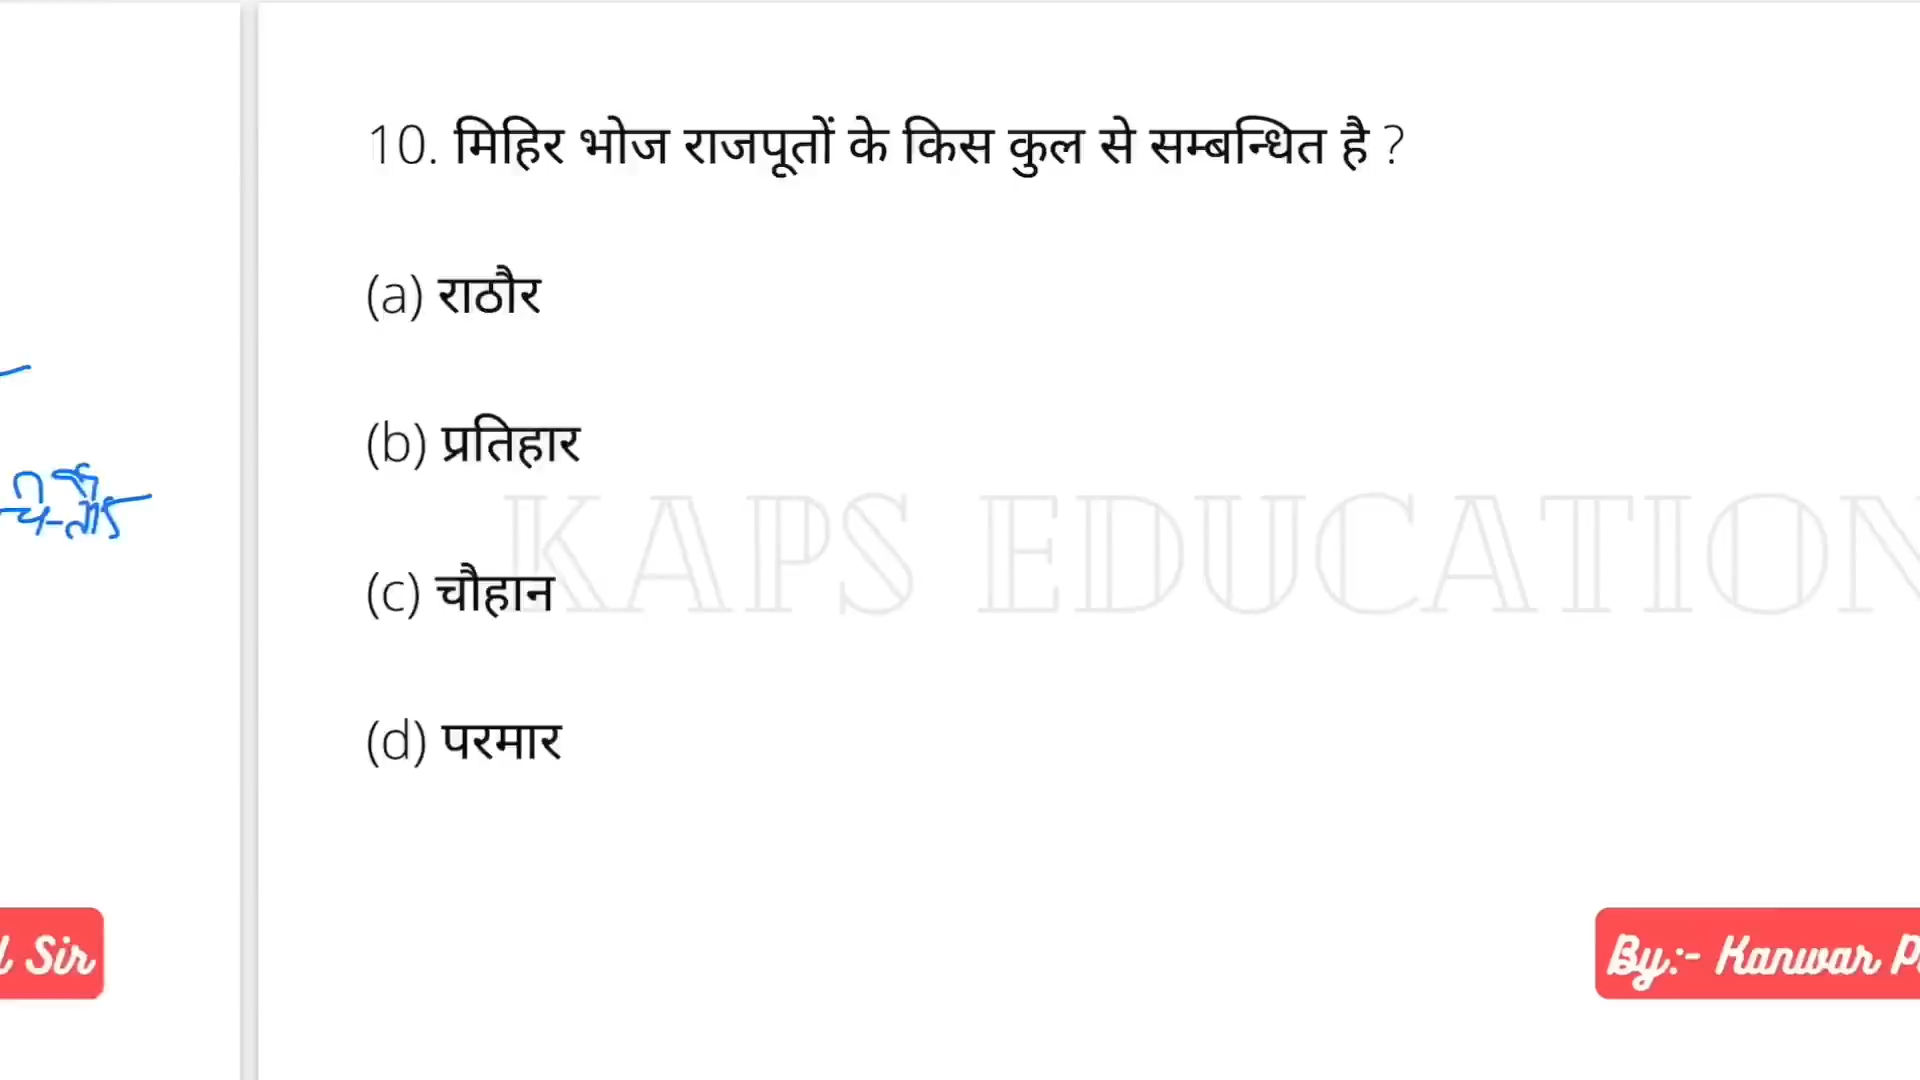 10. मिहिर भोज राजपूतों के किस कुल से सम्बन्धित है ?
(a) राठौर
(b) प्रतिहार
KAPS EDUCATION
(c) चौहान
(d) परमार
Sir
By:- Kanwar